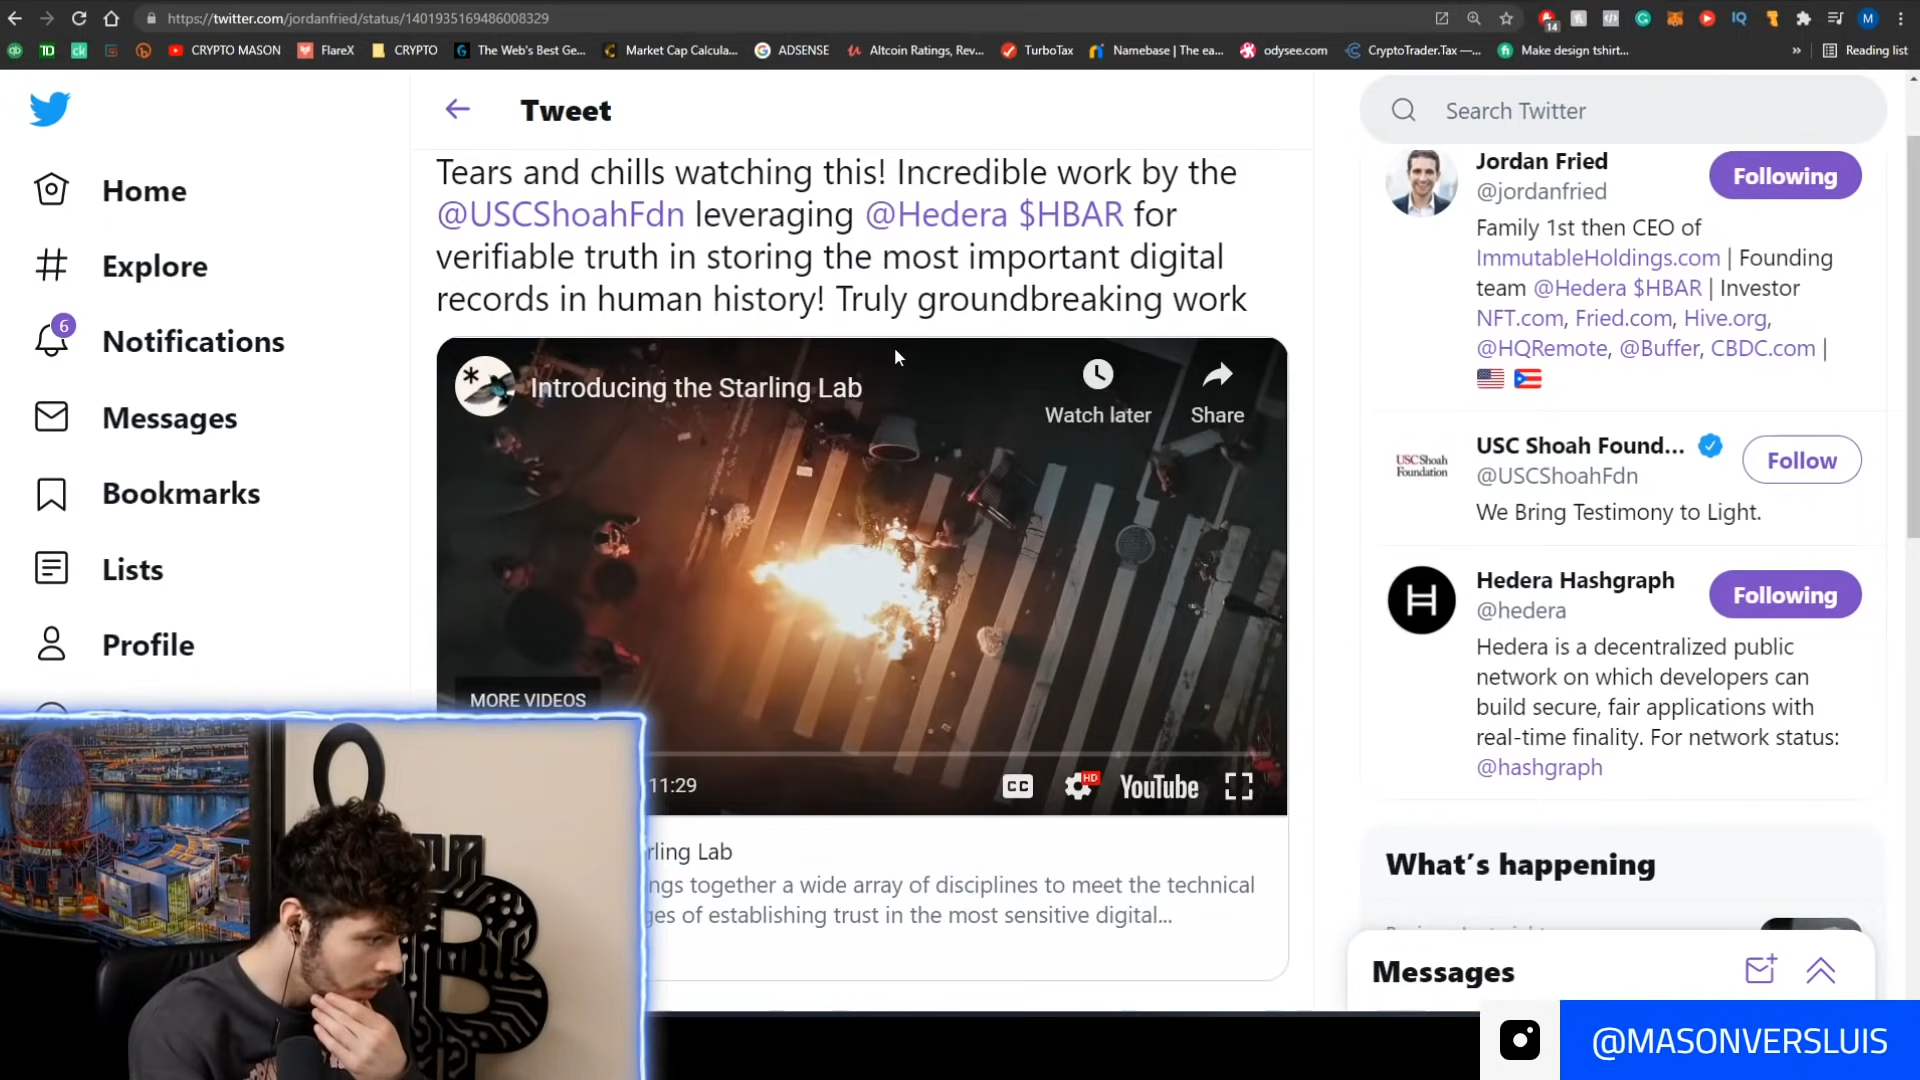 https://twitter.com/jordanfried/status/1401935169486008329
14
IQ
M
TD
ck
CRYPTO MASON
FlareX
CRYPTO
The Web's Best Ge...
Market Cap Calcula...
ADSENSE
Altcoin Ratings, Rev...
TurboTax
Namebase | The ea...
odysee.com
CryptoTrader.Tax —...
Make design tshirt...
»
Reading list
Home
Explore
6
Notifications
Messages
Bookmarks
Lists
Profile
Tweet
Tears and chills watching this! Incredible work by the
@USCShoahFdn leveraging @Hedera $HBAR for
verifiable truth in storing the most important digital
records in human history! Truly groundbreaking work
Introducing the Starling Lab
Watch later
Share
MORE VIDEOS
11:29
CC
HD
YouTube
rling Lab
ngs together a wide array of disciplines to meet the technical
ges of establishing trust in the most sensitive digital...
Search Twitter
Jordan Fried
@jordanfried
Following
Family 1st then CEO of
ImmutableHoldings.com | Founding
team @Hedera $HBAR | Investor
NFT.com, Fried.com, Hive.org,
@HQRemote, @Buffer, CBDC.com |
USC Shoah Foundation
USC Shoah Found...
@USCShoahFdn
Follow
We Bring Testimony to Light.
Hedera Hashgraph
@hedera
Following
Hedera is a decentralized public
network on which developers can
build secure, fair applications with
real-time finality. For network status:
@hashgraph
What's happening
Messages
@MASONVERSLUIS